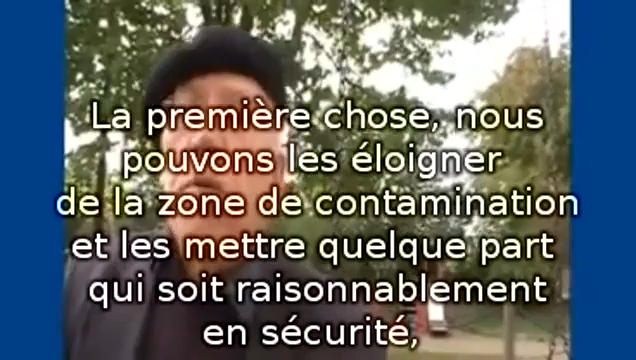 La première chose, nous
pouvons les éloigner
de la zone de contamination
et les mettre quelque part
qui soit raisonnablement
en sécurité,